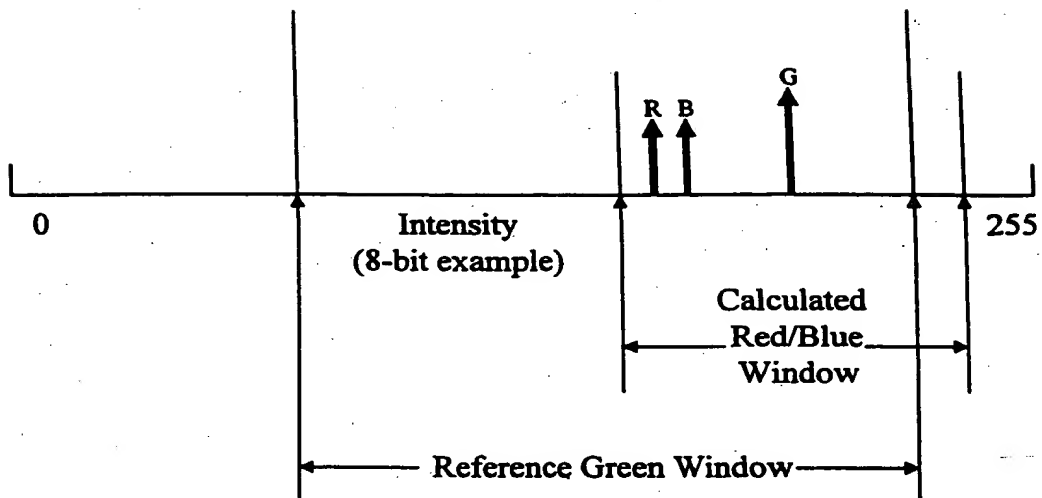 G
R B
0
255
Intensity
(8-bit example)
Calculated
Red/Blue
Window
Reference Green Window